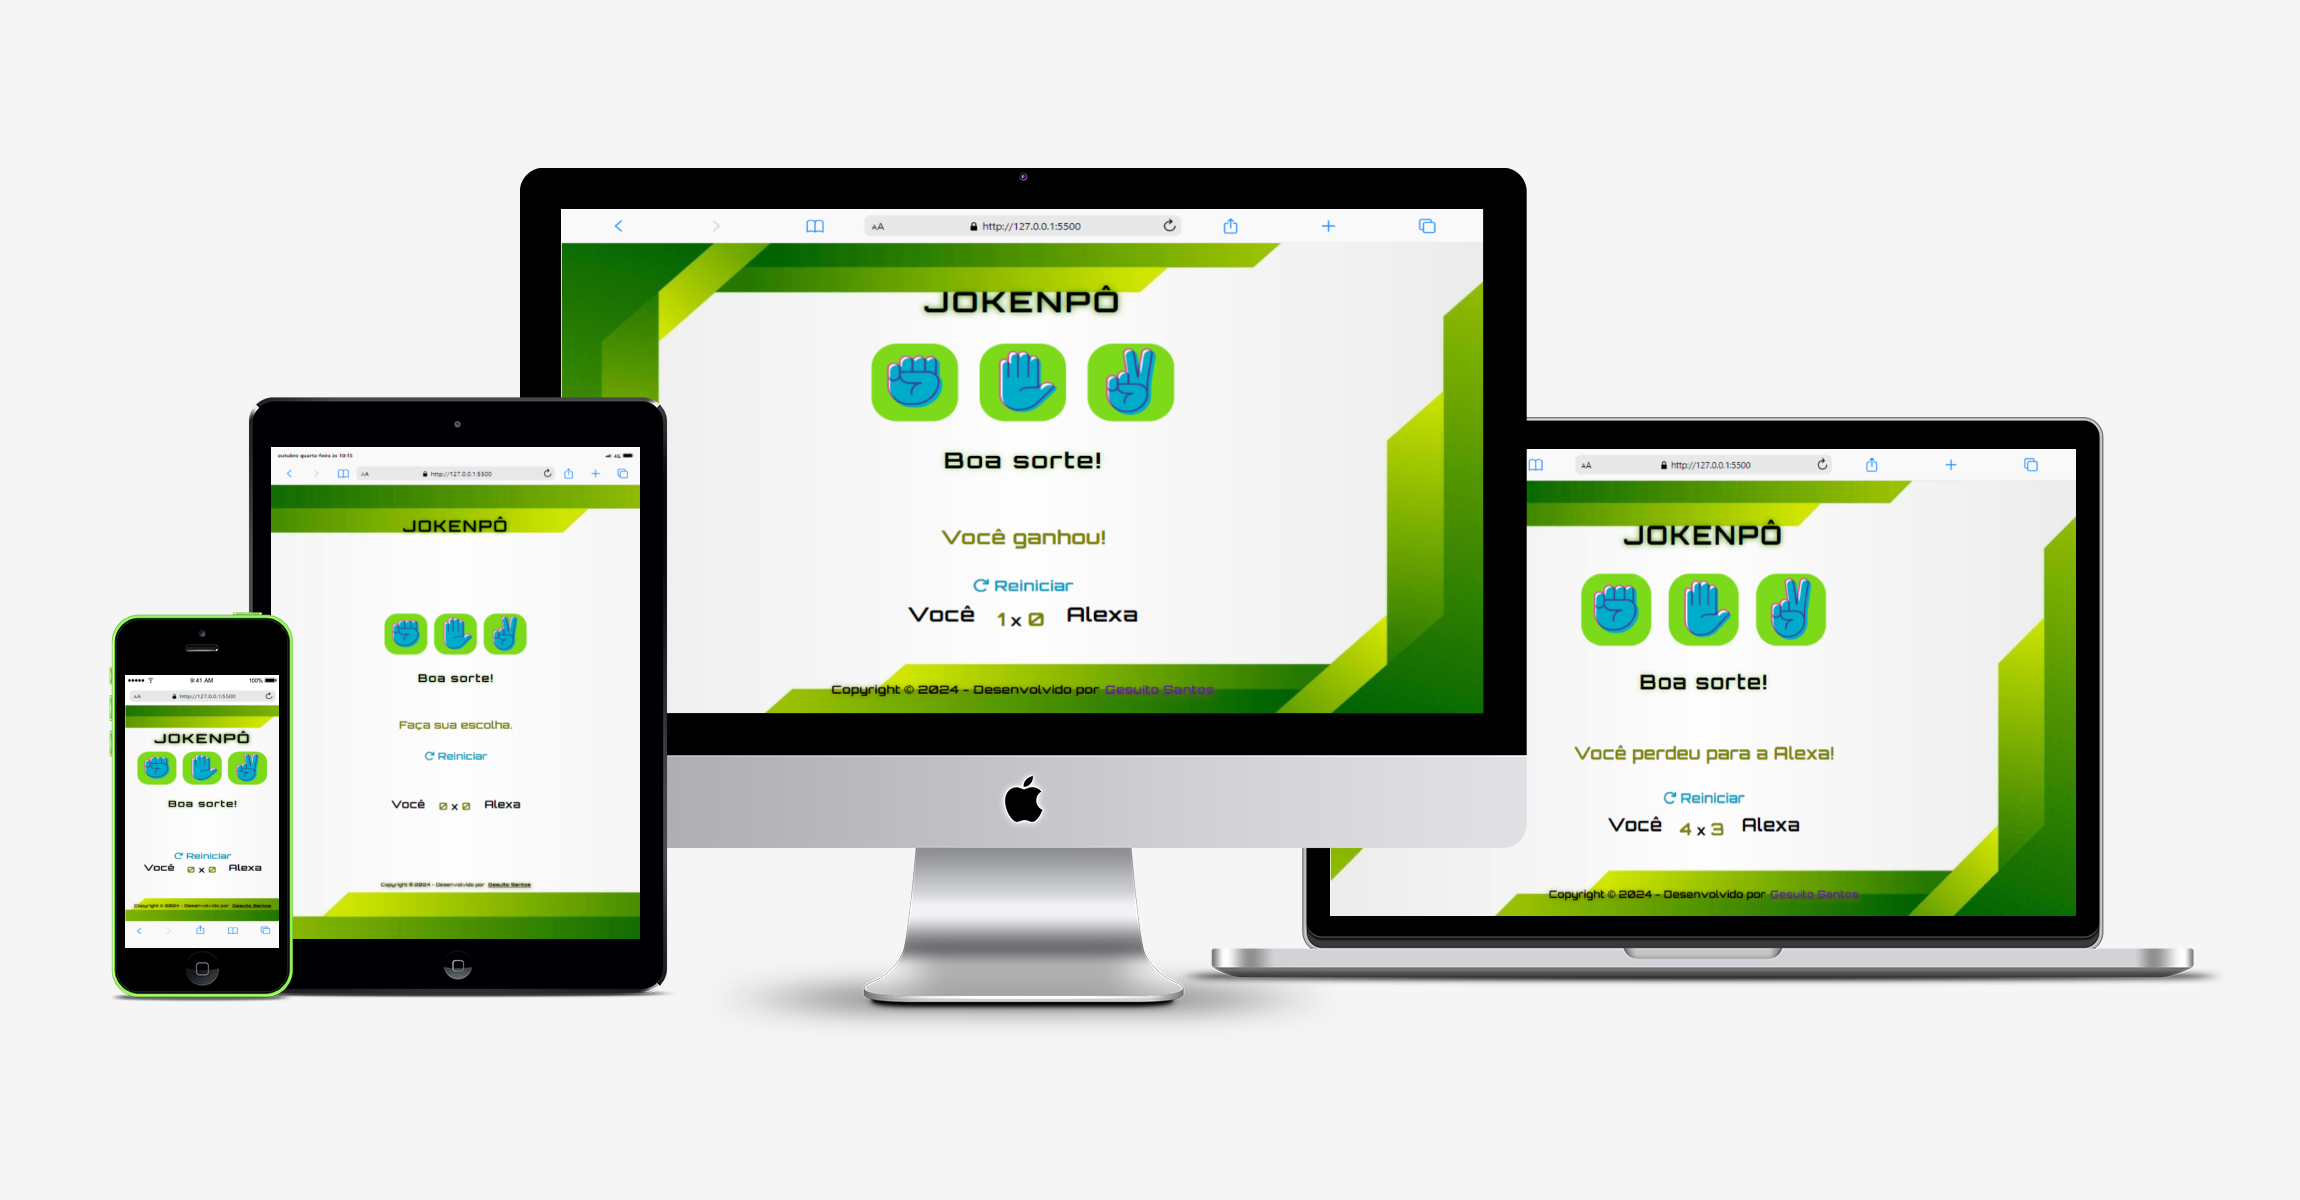 AA http://127.0.0.1:5500
JOKENPÔ
Boa sorte!
Você ganhou!
Reiniciar
Você 1 x 0 Alexa
Copyright © 2024 - Desenvolvido por Gesuito Santos
outubro quarta-feira às 10:15 4G
AA http://127.0.0.1:5500
JOKENPÔ
Boa sorte!
Faça sua escolha.
Reiniciar
Você 0 x 0 Alexa
Copyright © 2024 - Desenvolvido por Gesuito Santos
9:41 AM 100%
AA http://127.0.0.1:5500
JOKENPÔ
Boa sorte!
Reiniciar
Você 0 x 0 Alexa
Copyright © 2024 - Desenvolvido por Gesuito Santos
AA http://127.0.0.1:5500
JOKENPÔ
Boa sorte!
Você perdeu para a Alexa!
Reiniciar
Você 4 x 3 Alexa
Copyright © 2024 - Desenvolvido por Gesuito Santos